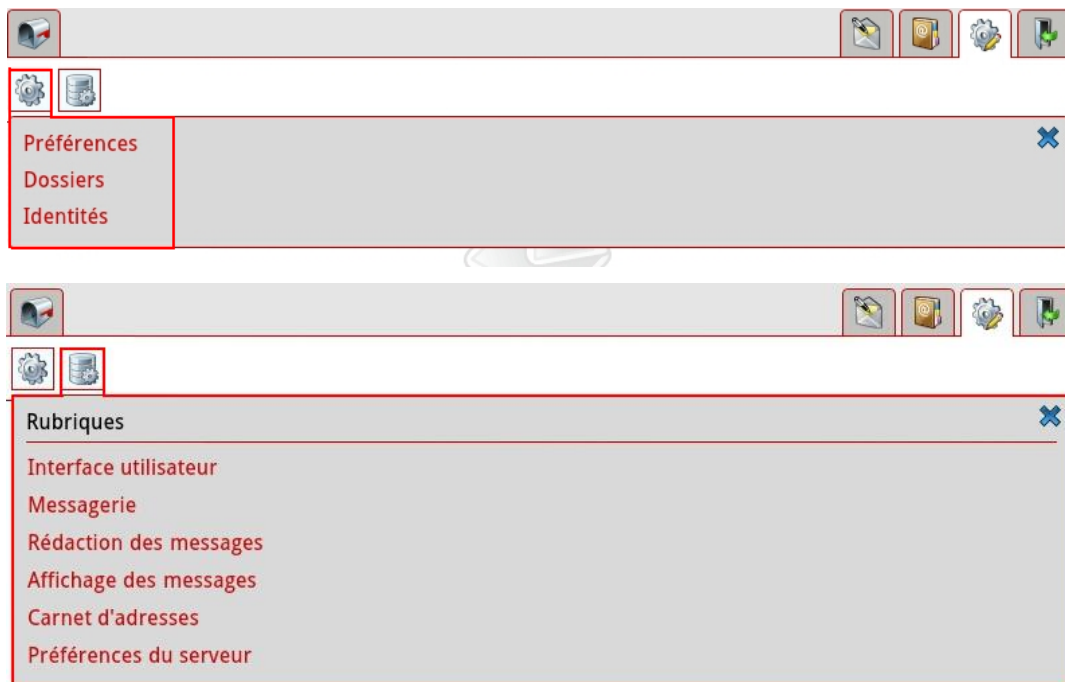 Préférences
Dossiers
Identités
Rubriques
Interface utilisateur
Messagerie
Rédaction des messages
Affichage des messages
Carnet d'adresses
Préférences du serveur